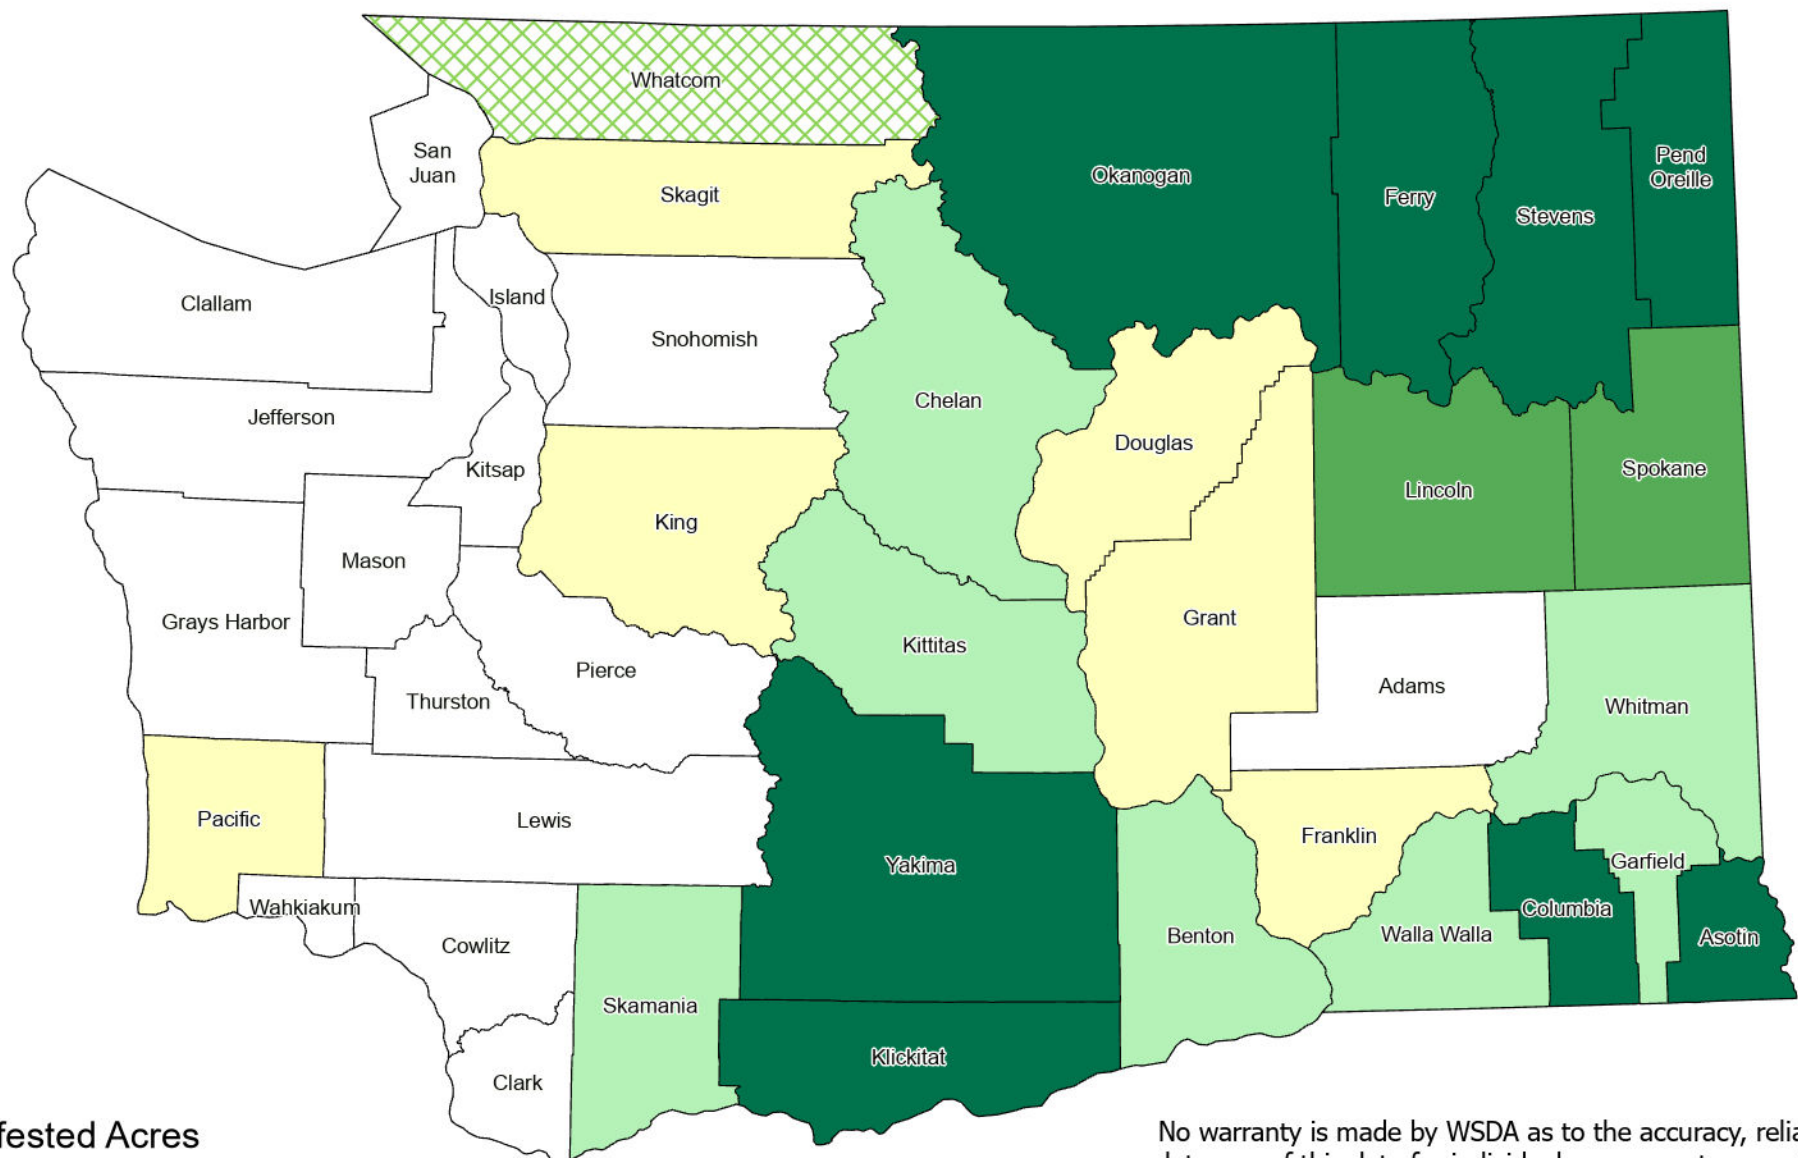 Whatcom
San
Juan
Skagit
Okanogan
Ferry
Stevens
Pend
Oreille
Clallam
Island
Snohomish
Chelan
Jefferson
Kitsap
Douglas
Lincoln
Spokane
King
Mason
Grays Harbor
Kittitas
Grant
Pierce
Thurston
Adams
Whitman
Pacific
Lewis
Yakima
Franklin
Garfield
Wahkiakum
Cowlitz
Benton
Walla Walla
Columbia
Asotin
Skamania
Klickitat
Clark
fested Acres
No warranty is made by WSDA as to the accuracy, relia